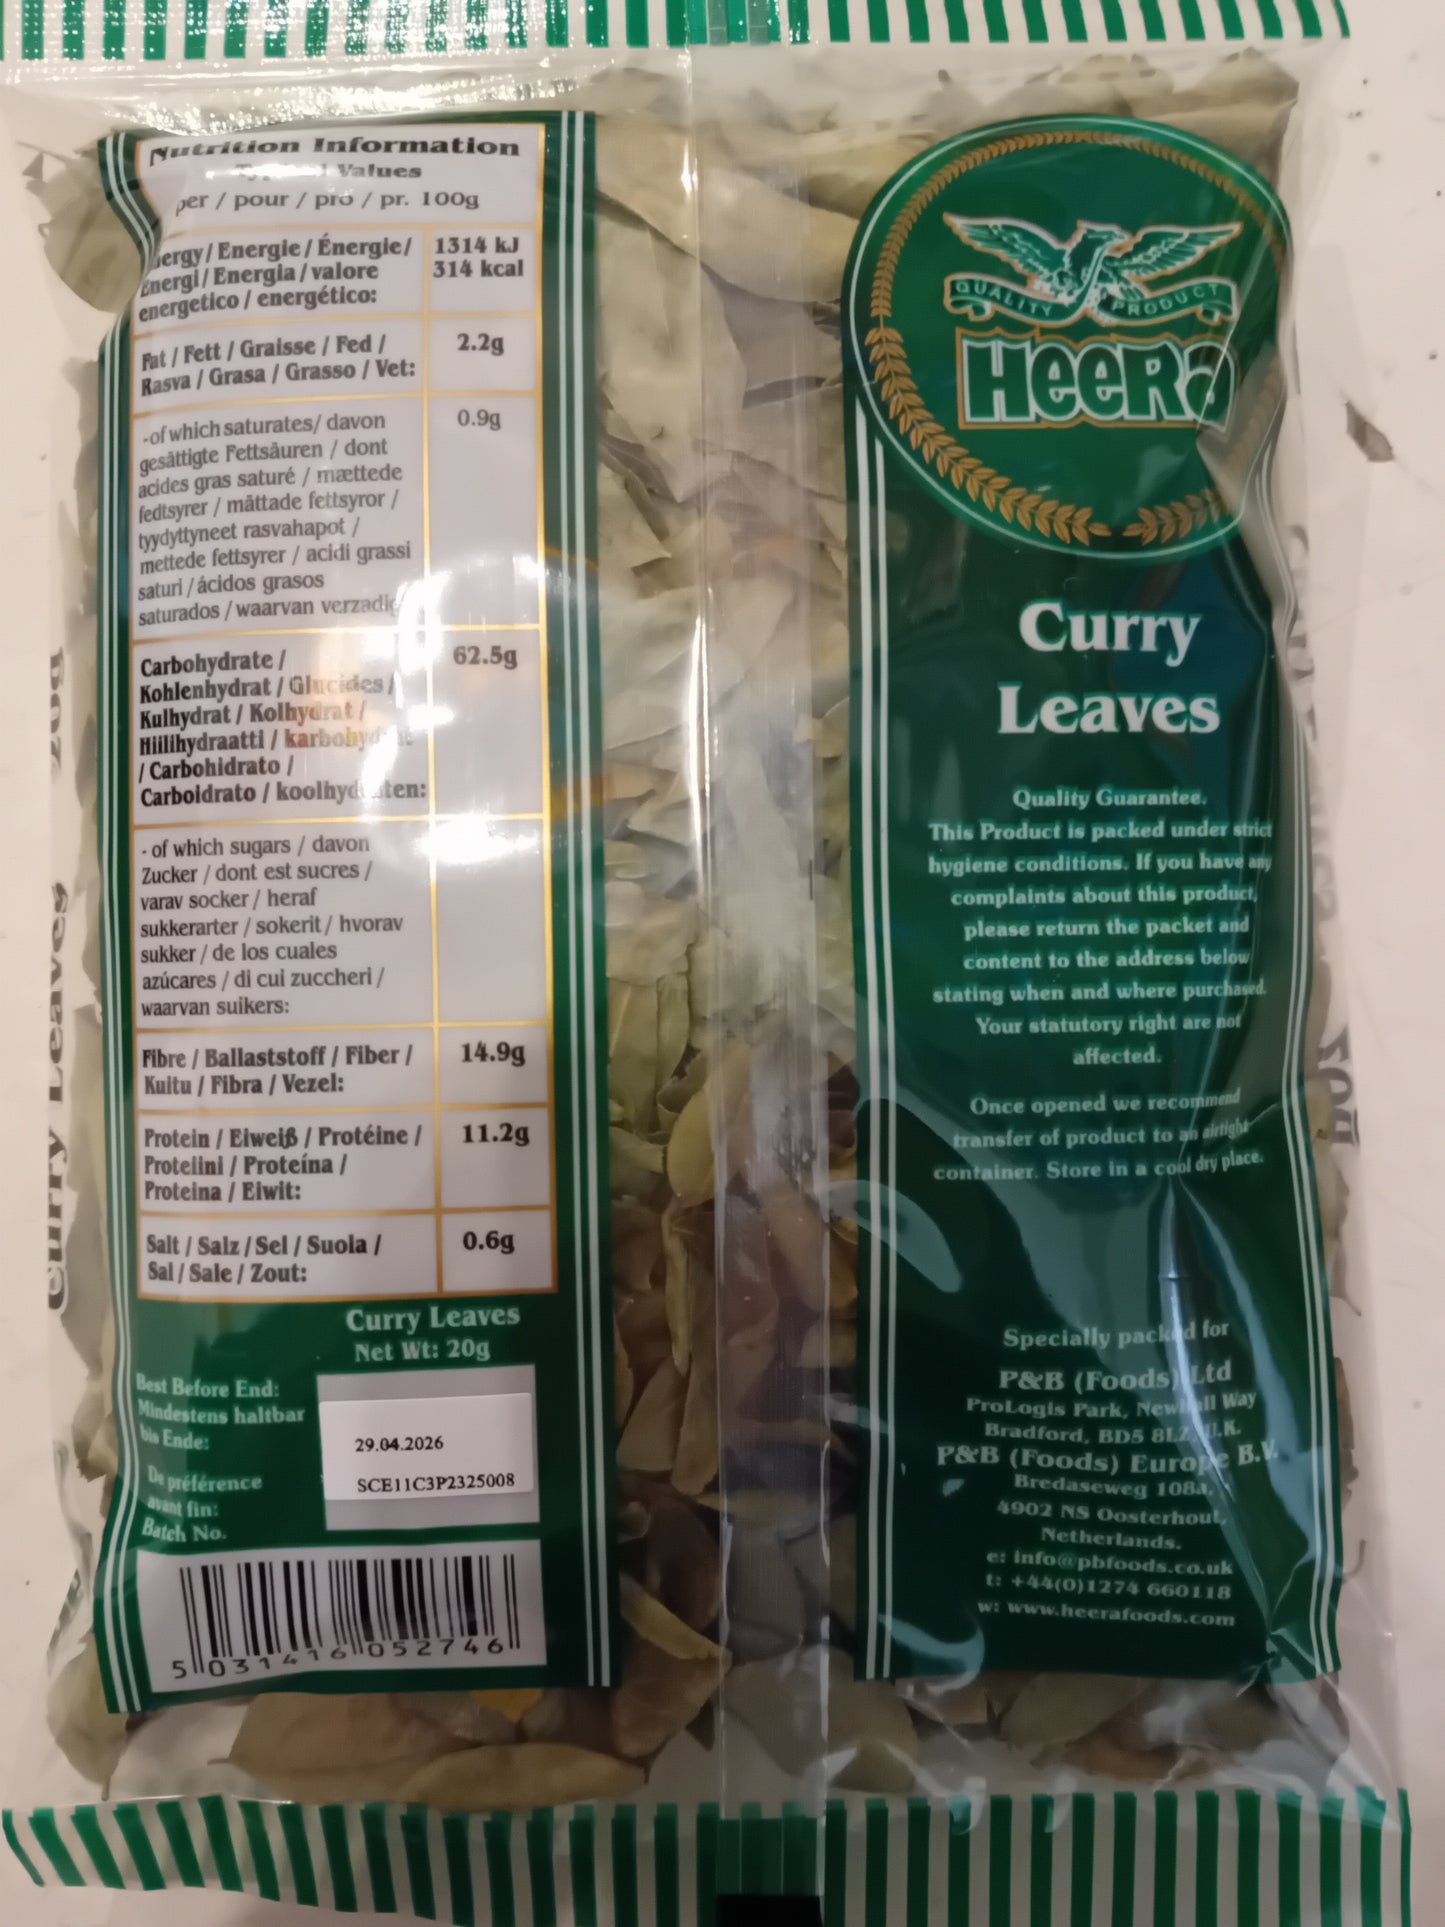 Nutrition Information
Values
per / pour / pro / pr. 100g
Energie / Énergie/
Energi / Energia / valore
energetico / energético:
1314 kJ
314 kcal
Fat / Fett / Graisse / Fed /
Rasva / Grasa / Grasso / Vet:
2.2g
-of which saturates/ davon
gesättigte Fettsäuren / dont
acides gras saturé / mættede
fedtsyrer / mättade fettsyror /
tyydyttyneet rasvahapot /
mettede fettsyrer / acidi grassi
saturi / ácidos grasos
saturados / waarvan
0.9g
Carbohydrate /
Kohlenhydrat / Glucides /
Kulhydrat / Kolhydrat /
Hiilihydraatti /
/ Carbohidrato /
Carboidrato /
62.5g
- of which sugars / davon
Zucker / dont est sucres /
varav socker / heraf
sukkerarter / sokerit / hvorav
sukker / de los cuales
azúcares / di cui zuccheri /
waarvan suikers:
Fibre / Ballaststoff / Fiber /
Kuitu / Fibra / Vezel:
14.9g
Protein / Eiweiß / Protéine /
Proteiini / Proteína /
Proteina / Eiwit:
11.2g
Salt / Salz / Sel / Suola /
Sal / Sale / Zout:
0.6g
Curry Leaves
Net Wt: 20g
Best Before End:
Mindestens haltbar
bis Ende:
De préférence
avant fin:
Batch No.
29.04.2026
SCE11C3P2325008
5 031416 052746
QUALITY PRODUCT
HEERA
Curry
Leaves
Quality Guarantee.
This Product is packed under strict
hygiene conditions. If you have any
complaints about this product,
please return the packet and
content to the address below
stating when and where purchased.
Your statutory right are not
affected.
Once opened we recommend
transfer of product to an airtight
container. Store in a cool dry place.
Specially packed for
P&B (Foods) Ltd
ProLogis Park, Way
Bradford, BD5 8LZ, U.K.
P&B (Foods) Europe B.V.
Bredaseweg 108a,
4902 NS Oosterhout,
Netherlands.
e: info@pbfoods.co.uk
t: +44(0)1274 660118
w: www.heerafoods.com
Curry Leaves 20g
20g